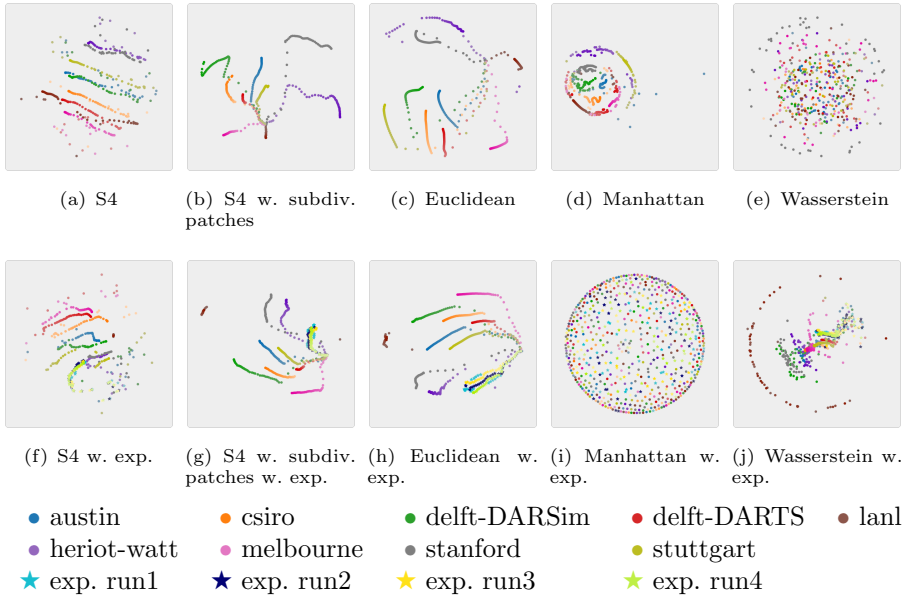 (a) S4
(b) S4 w. subdiv.
patches
(c) Euclidean
(d) Manhattan
(e) Wasserstein
(f) S4 w. exp.
(g) S4 w. subdiv.
patches w. exp.
(h) Euclidean w.
exp.
(i) Manhattan w.
exp.
(j) Wasserstein w.
exp.
austin csiro delft-DARSim delft-DARTS lanl
heriot-watt melbourne stanford stuttgart
exp. run1 exp. run2 exp. run3 exp. run4